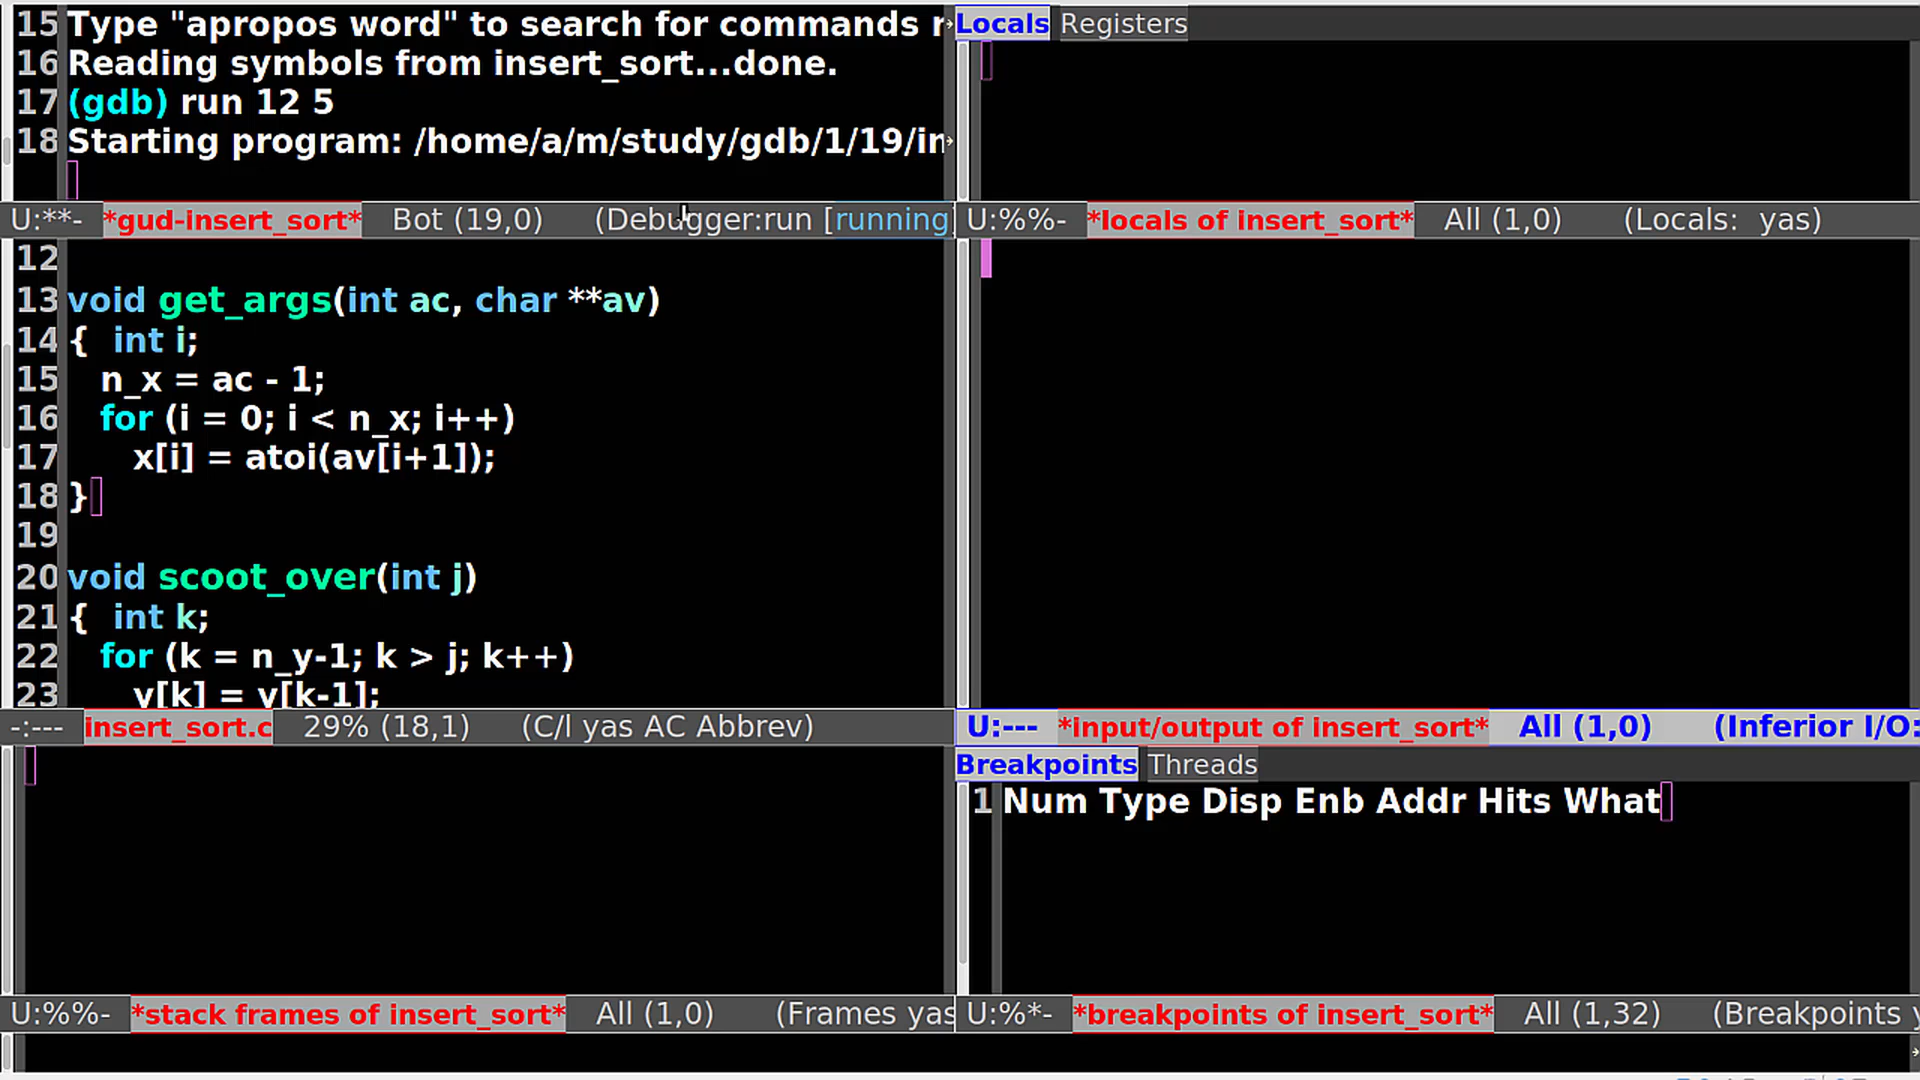 15 Type "apropos word" to search for commands r
16 Reading symbols from insert_sort...done.
17 (gdb) run 12 5
18 Starting program: /home/a/m/study/gdb/1/19/in
U:**- *gud-insert_sort* Bot (19,0) (Debugger:run [running
Locals Registers
U:%%- *locals of insert_sort* All (1,0) (Locals: yas)
12
13 void get_args(int ac, char **av)
14 { int i;
15 n_x = ac - 1;
16 for (i = 0; i < n_x; i++)
17 x[i] = atoi(av[i+1]);
18 }
19
20 void scoot_over(int j)
21 { int k;
22 for (k = n_y-1; k > j; k++)
23 y[k] = y[k-1];
-:--- insert_sort.c 29% (18,1) (C/l yas AC Abbrev)
U:--- *input/output of insert_sort* All (1,0) (Inferior I/O:
U:%%- *stack frames of insert_sort* All (1,0) (Frames yas
Breakpoints Threads
1 Num Type Disp Enb Addr Hits What
U:%*- *breakpoints of insert_sort* All (1,32) (Breakpoints y